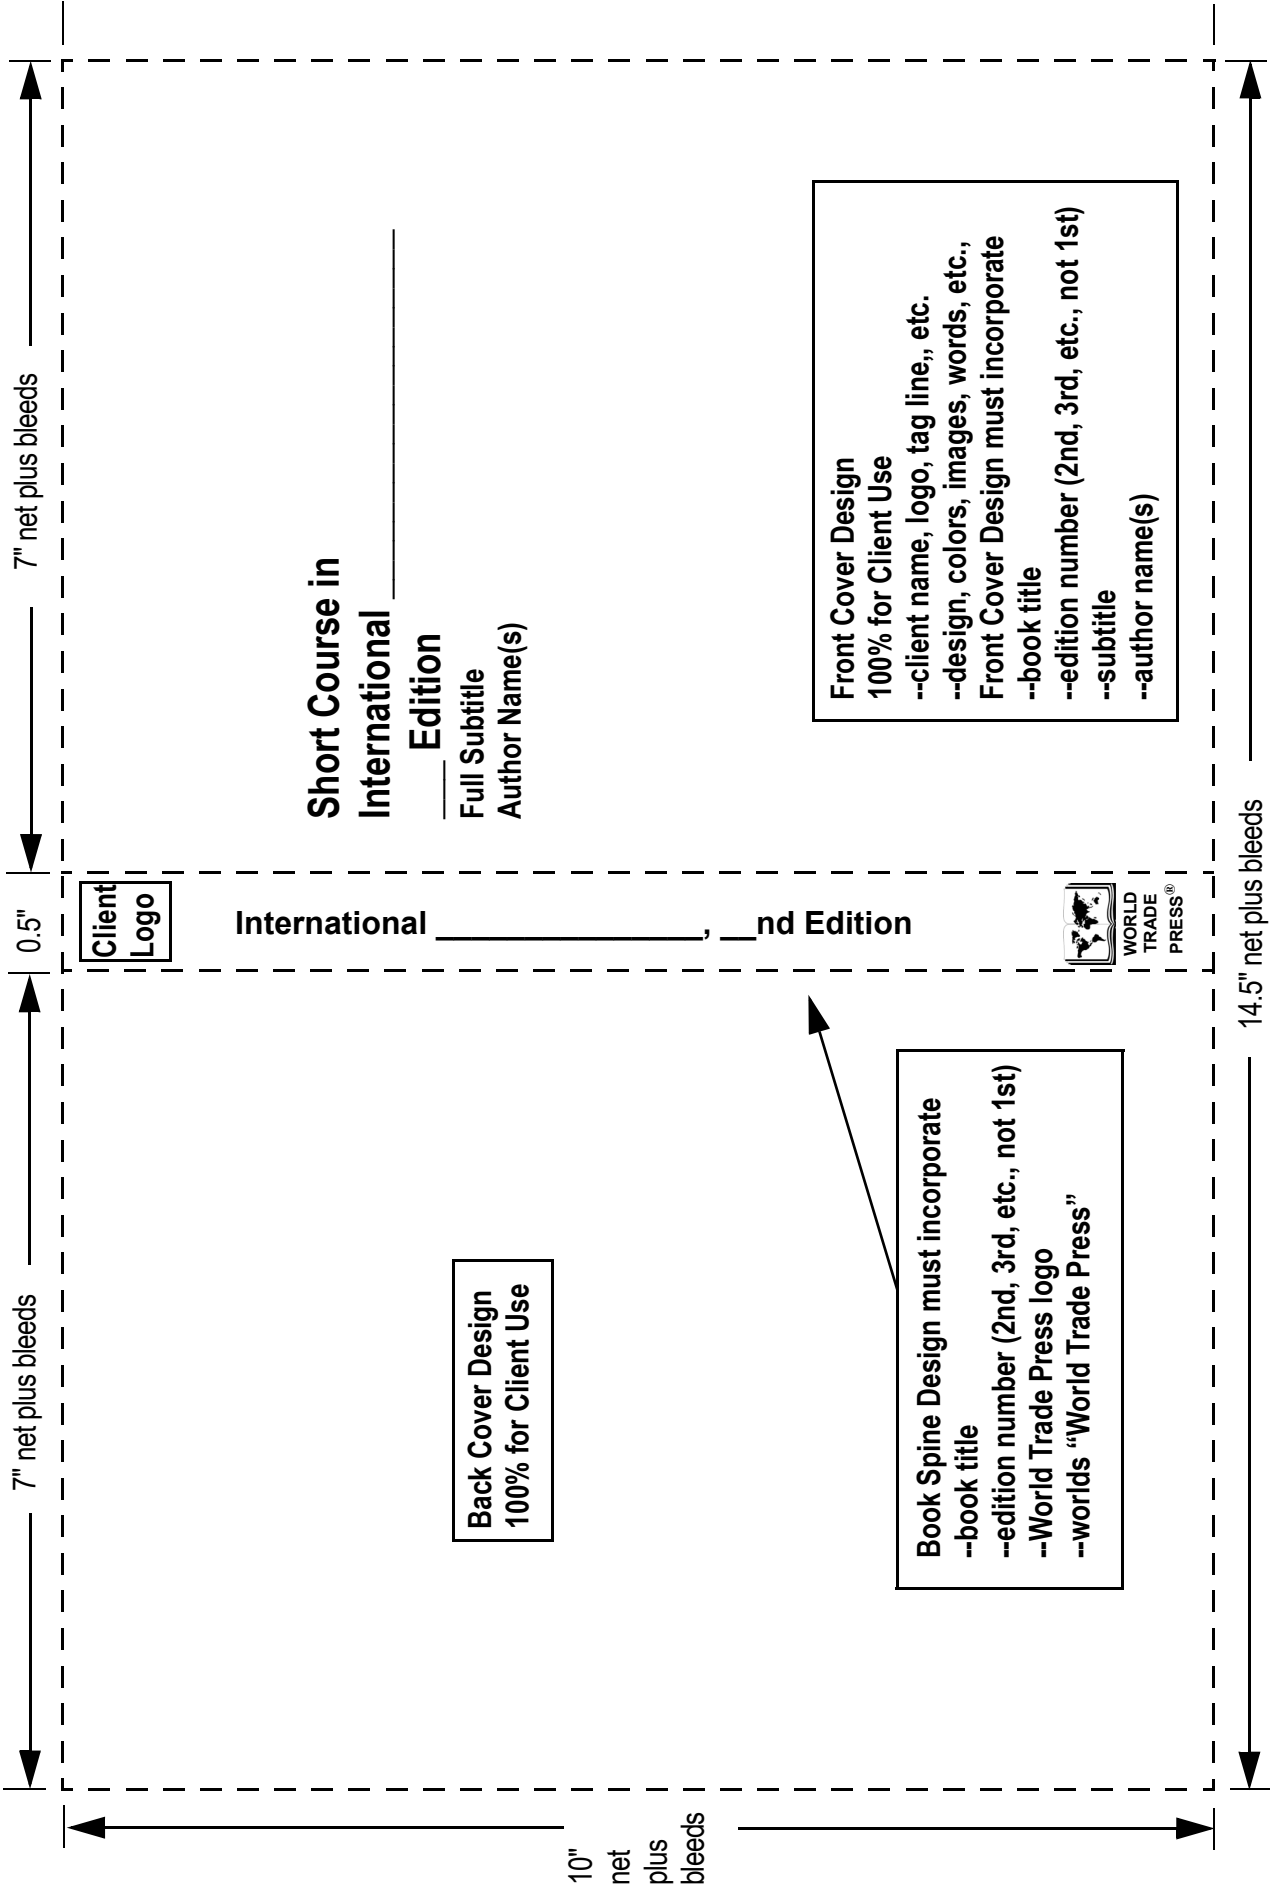 7" net plus bleeds
0.5"
7" net plus bleeds
10"
net
plus
bleeds
Back Cover Design
100% for Client Use
Book Spine Design must incorporate
--book title
--edition number (2nd, 3rd, etc., not 1st)
--World Trade Press logo
--worlds “World Trade Press”
Client
Logo
International _______________, __nd Edition
WORLD
TRADE
PRESS®
Short Course in
International __________________
___ Edition
Full Subtitle
Author Name(s)
Front Cover Design
100% for Client Use
--client name, logo, tag line,, etc.
--design, colors, images, words, etc.,
Front Cover Design must incorporate
--book title
--edition number (2nd, 3rd, etc., not 1st)
--subtitle
--author name(s)
14.5" net plus bleeds